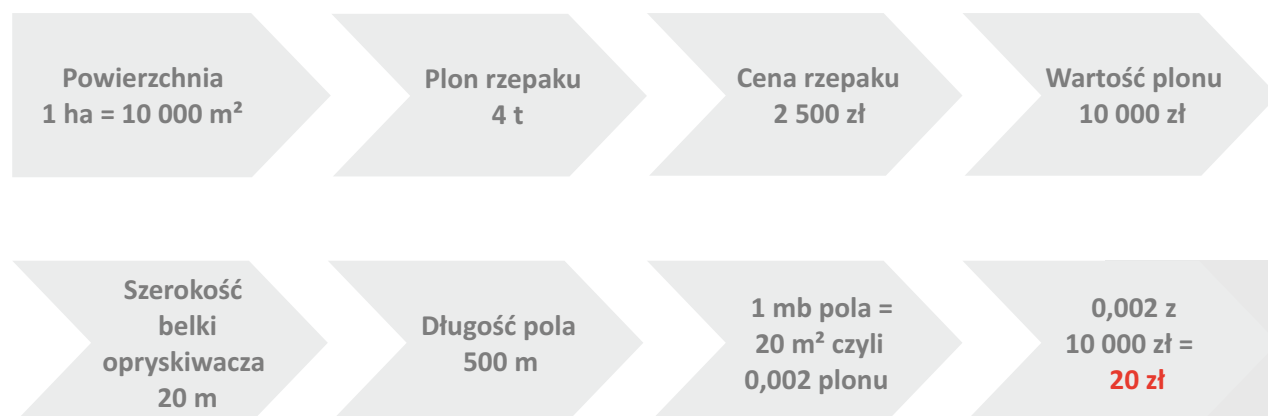 Powierzchnia
1 ha = 10 000 m²
Plon rzepaku
4 t
Cena rzepaku
2 500 zł
Wartość plonu
10 000 zł
Szerokość
belki
opryskiwacza
20 m
Długość pola
500 m
1 mb pola =
20 m² czyli
0,002 plonu
0,002 z
10 000 zł =
20 zł